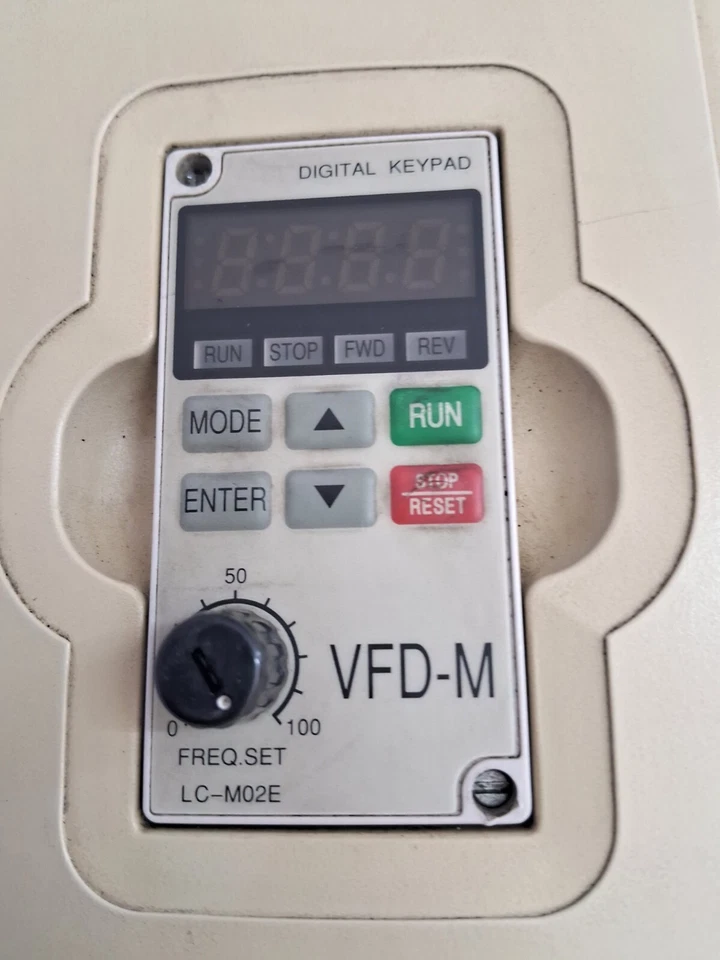 DIGITAL KEYPAD
RUN STOP FWD REV
MODE ▲ RUN
ENTER ▼ STOP
RESET
50
VFD-M
0 100
FREQ.SET
LC-M02E